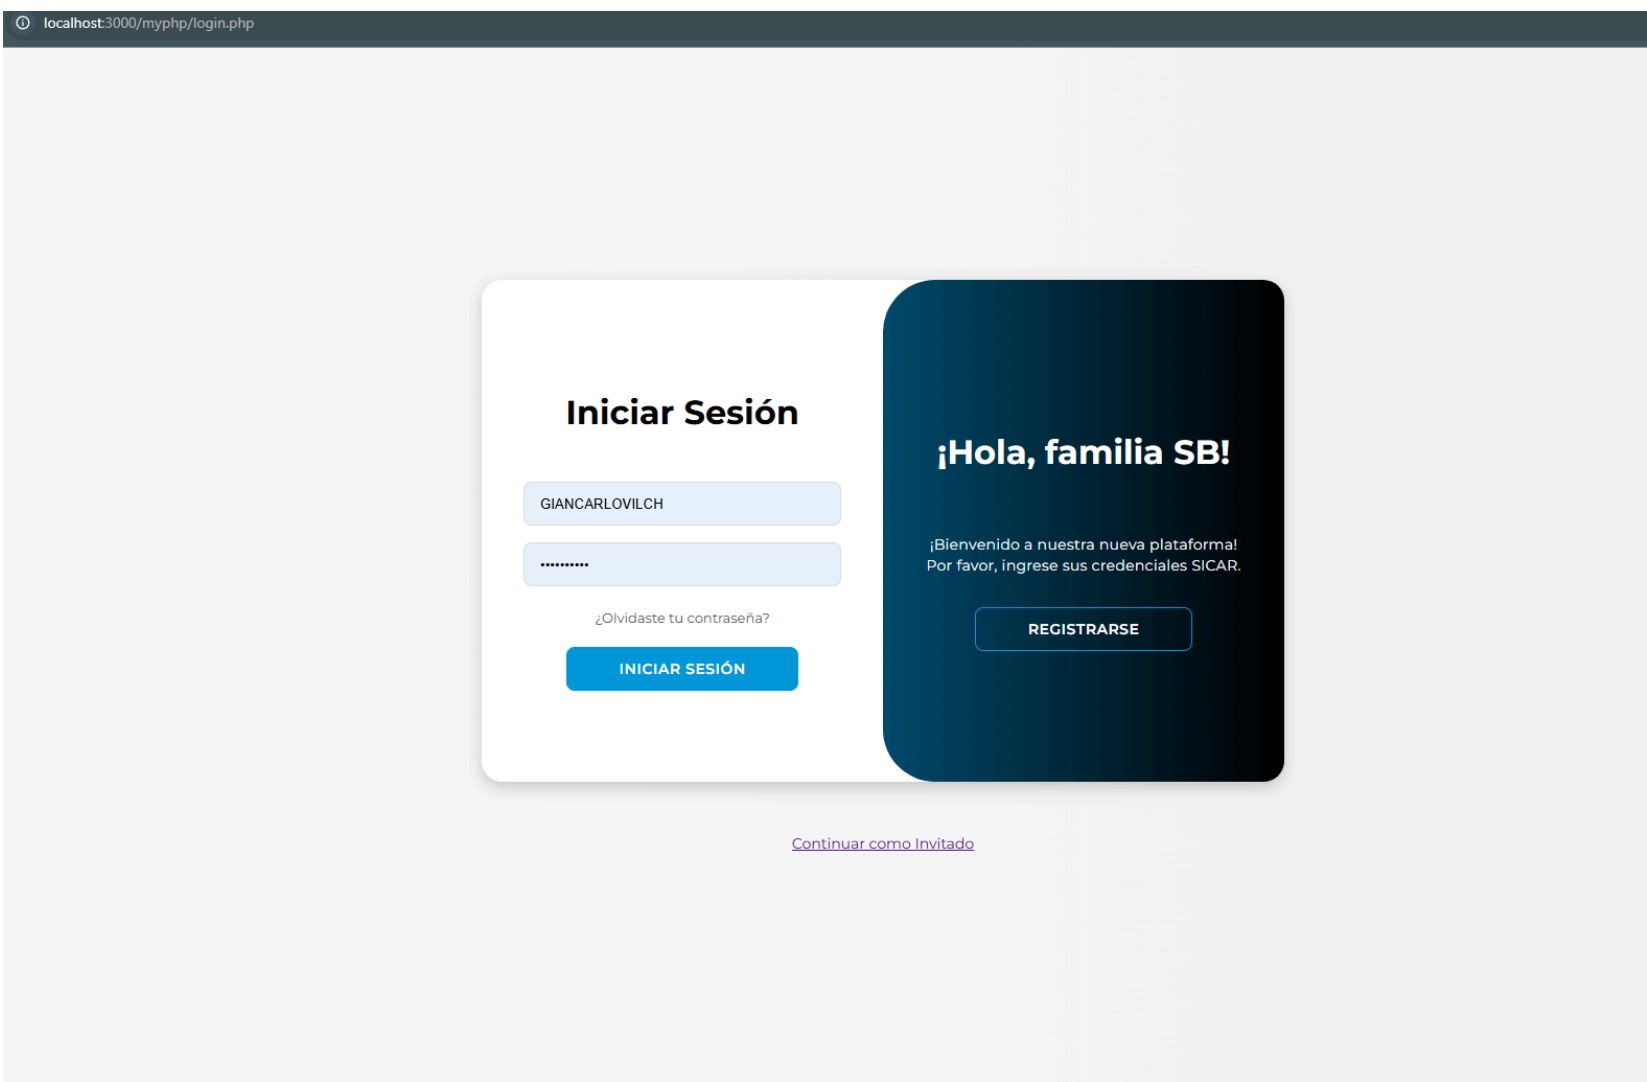 localhost:3000/myphp/login.php
Iniciar Sesión
GIANCARLOVILCH
••••••••••
¿Olvidaste tu contraseña?
INICIAR SESIÓN
¡Hola, familia SB!
¡Bienvenido a nuestra nueva plataforma!
Por favor, ingrese sus credenciales SICAR.
REGISTRARSE
Continuar como Invitado